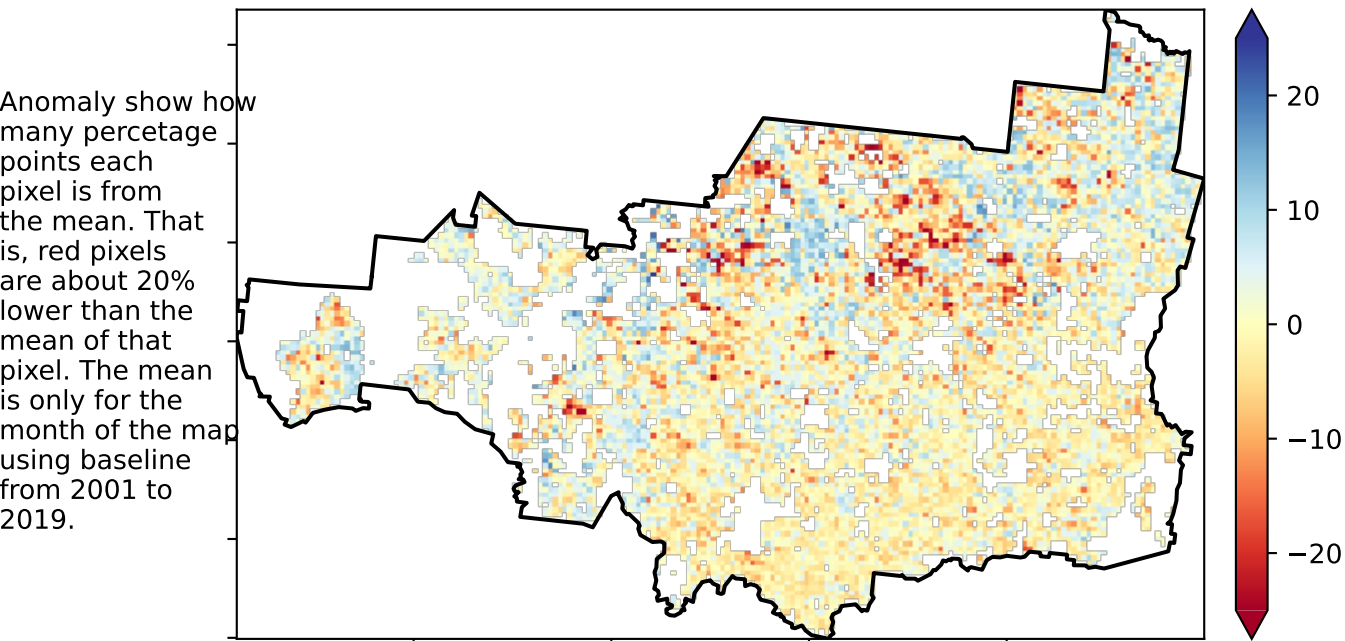 Anomaly show how
many percetage
points each
pixel is from
the mean. That
is, red pixels
are about 20%
lower than the
mean of that
pixel. The mean
is only for the
month of the map
using baseline
from 2001 to
2019.
20
10
0
−10
−20